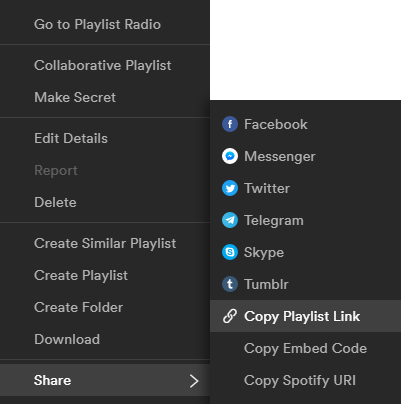 Go to Playlist Radio
Collaborative Playlist
Make Secret
Edit Details
Report
Delete
Create Similar Playlist
Create Playlist
Create Folder
Download
Share
Facebook
Messenger
Twitter
Telegram
Skype
Tumblr
Copy Playlist Link
Copy Embed Code
Copy Spotify URI